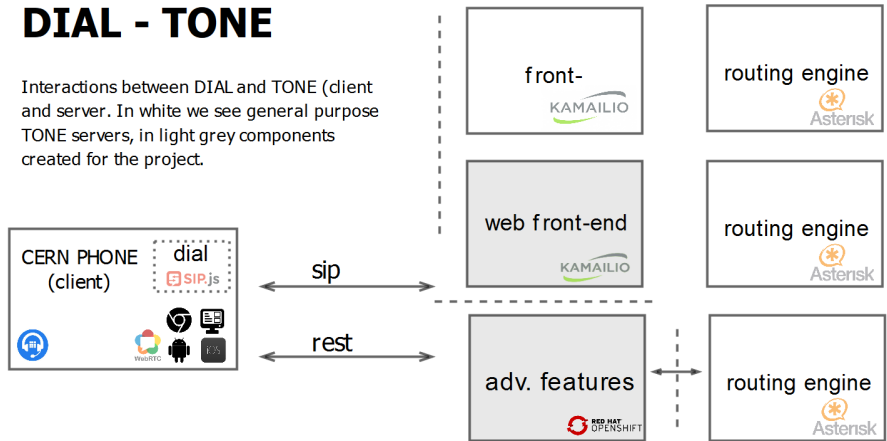 DIAL - TONE
Interactions between DIAL and TONE (client
and server. In white we see general purpose
TONE servers, in light grey components
created for the project.
front-
KAMAILIO
routing engine
Asterisk
web front-end
KAMAILIO
routing engine
Asterisk
CERN PHONE
(client)
dial
SIP.js
WebRTC
iOS
sip
rest
adv. features
RED HAT
OPENSHIFT
routing engine
Asterisk